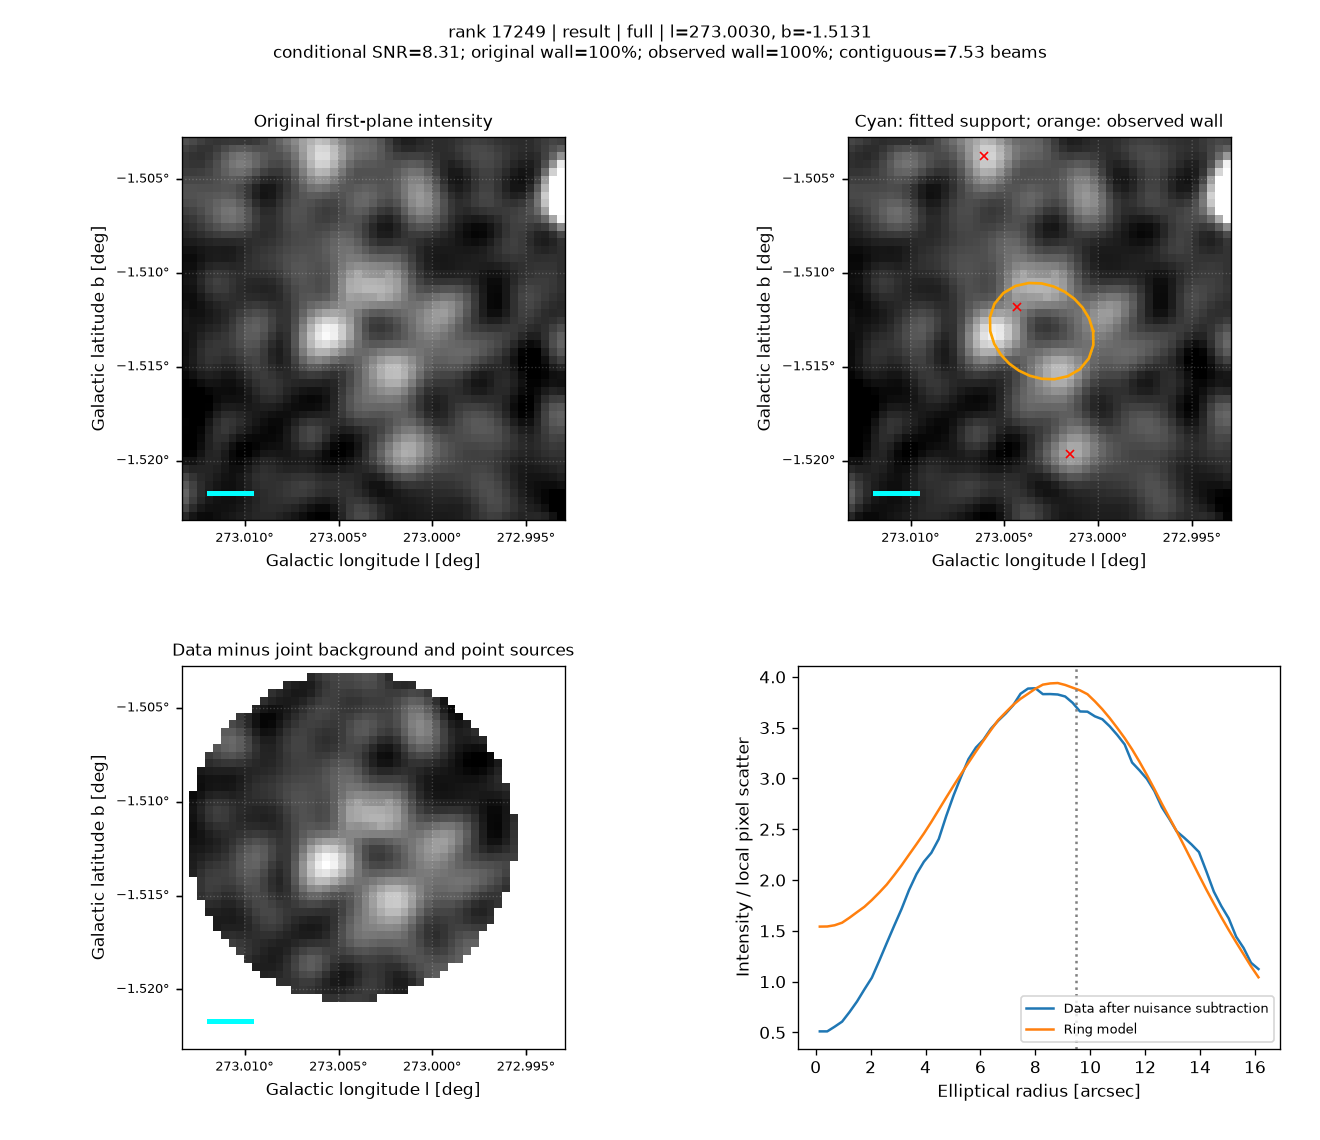 rank 17249 | result | full | l=273.0030, b=-1.5131
conditional SNR=8.31; original wall=100%; observed wall=100%; contiguous=7.53 beams
Original first-plane intensity
−1.505°
−1.510°
−1.515°
−1.520°
Galactic latitude b [deg]
273.010°
273.005°
273.000°
272.995°
Galactic longitude l [deg]
Cyan: fitted support; orange: observed wall
−1.505°
−1.510°
−1.515°
−1.520°
Galactic latitude b [deg]
273.010°
273.005°
273.000°
272.995°
Galactic longitude l [deg]
Data minus joint background and point sources
−1.505°
−1.510°
−1.515°
−1.520°
Galactic latitude b [deg]
273.010°
273.005°
273.000°
272.995°
Galactic longitude l [deg]
4.0
3.5
3.0
2.5
2.0
1.5
1.0
0.5
Intensity / local pixel scatter
Data after nuisance subtraction
Ring model
0
2
4
6
8
10
12
14
16
Elliptical radius [arcsec]